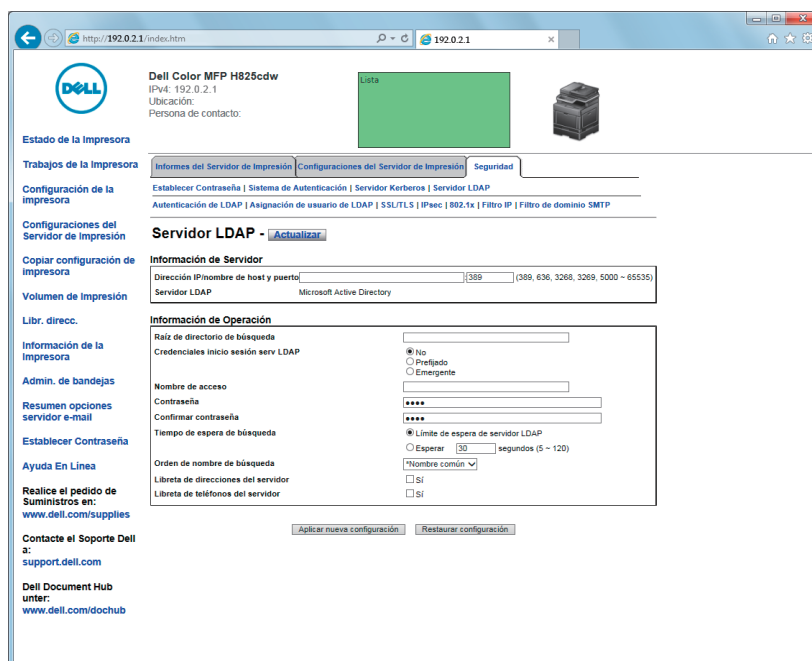 http://192.0.2.1/index.htm
192.0.2.1
DELL
Dell Color MFP H825cdw
IPv4: 192.0.2.1
Ubicación:
Persona de contacto:
Lista
Estado de la Impresora
Trabajos de la Impresora
Configuración de la
impresora
Configuraciones del
Servidor de Impresión
Copiar configuración de
impresora
Volumen de Impresión
Libr. direcc.
Información de la
Impresora
Admin. de bandejas
Resumen opciones
servidor e-mail
Establecer Contraseña
Ayuda En Línea
Realice el pedido de
Suministros en:
www.dell.com/supplies
Contacte el Soporte Dell
a:
support.dell.com
Dell Document Hub
unter:
www.dell.com/dochub
Informes del Servidor de Impresión Configuraciones del Servidor de Impresión Seguridad
Establecer Contraseña | Sistema de Autenticación | Servidor Kerberos | Servidor LDAP
Autenticación de LDAP | Asignación de usuario de LDAP | SSL/TLS | IPsec | 802.1x | Filtro IP | Filtro de dominio SMTP
Servidor LDAP - Actualizar
Información de Servidor
Dirección IP/nombre de host y puerto :389 (389, 636, 3268, 3269, 5000 ~ 65535)
Servidor LDAP Microsoft Active Directory
Información de Operación
Raíz de directorio de búsqueda
Credenciales inicio sesión serv LDAP No
Prefijado
Emergente
Nombre de acceso
Contraseña ••••
Confirmar contraseña ••••
Tiempo de espera de búsqueda Límite de espera de servidor LDAP
Esperar 30 segundos (5 ~ 120)
Orden de nombre de búsqueda *Nombre común
Libreta de direcciones del servidor Sí
Libreta de teléfonos del servidor Sí
Aplicar nueva configuración Restaurar configuración